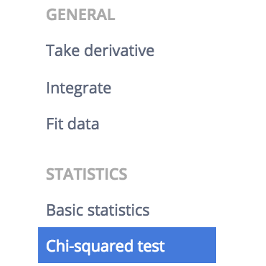 GENERAL
Take derivative
Integrate
Fit data
STATISTICS
Basic statistics
Chi-squared test